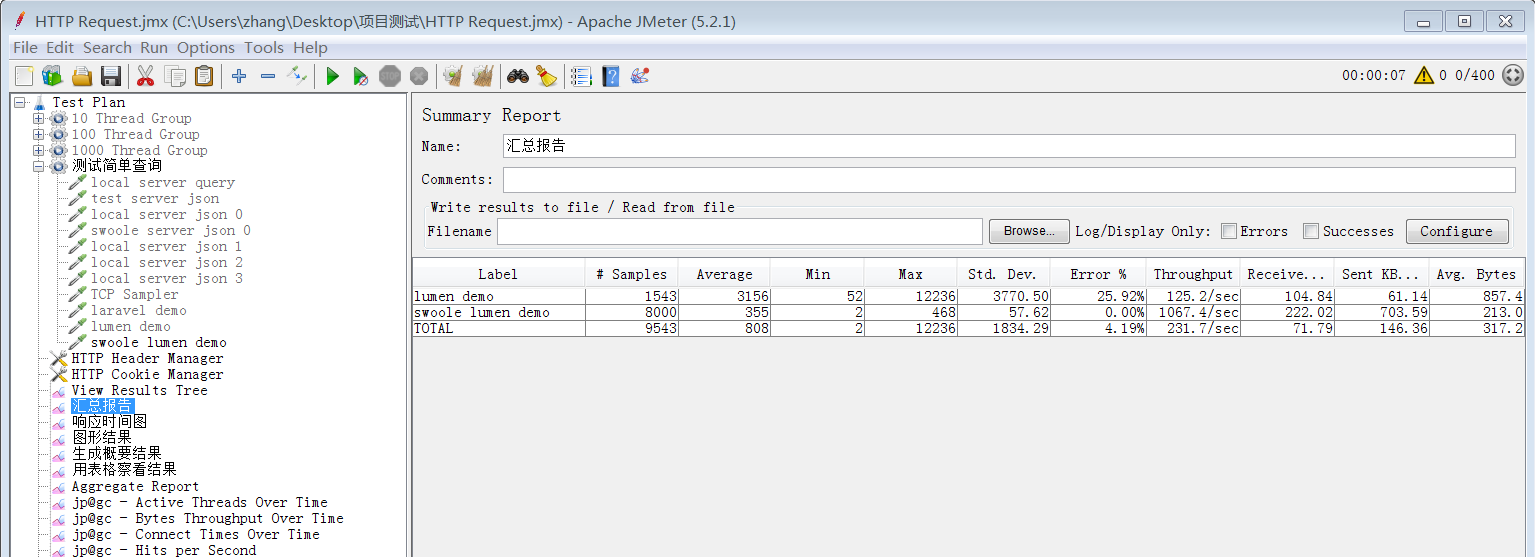 HTTP Request.jmx (C:\Users\zhang\Desktop\项目测试\HTTP Request.jmx) - Apache JMeter (5.2.1)
File Edit Search Run Options Tools Help
00:00:07 0 0/400
Test Plan
10 Thread Group
100 Thread Group
1000 Thread Group
测试简单查询
local server query
test server json
local server json 0
swoole server json 0
local server json 1
local server json 2
local server json 3
TCP Sampler
laravel demo
lumen demo
swoole lumen demo
HTTP Header Manager
HTTP Cookie Manager
View Results Tree
汇总报告
响应时间图
图形结果
生成概要结果
用表格察看结果
Aggregate Report
jp@gc - Active Threads Over Time
jp@gc - Bytes Throughput Over Time
jp@gc - Connect Times Over Time
jp@gc - Hits per Second
Summary Report
Name: 汇总报告
Comments:
Write results to file / Read from file
Filename Browse... Log/Display Only: Errors Successes Configure
Label # Samples Average Min Max Std. Dev. Error % Throughput Receive... Sent KB... Avg. Bytes
lumen demo 1543 3156 52 12236 3770.50 25.92% 125.2/sec 104.84 61.14 857.4
swoole lumen demo 8000 355 2 468 57.62 0.00% 1067.4/sec 222.02 703.59 213.0
TOTAL 9543 808 2 12236 1834.29 4.19% 231.7/sec 71.79 146.36 317.2